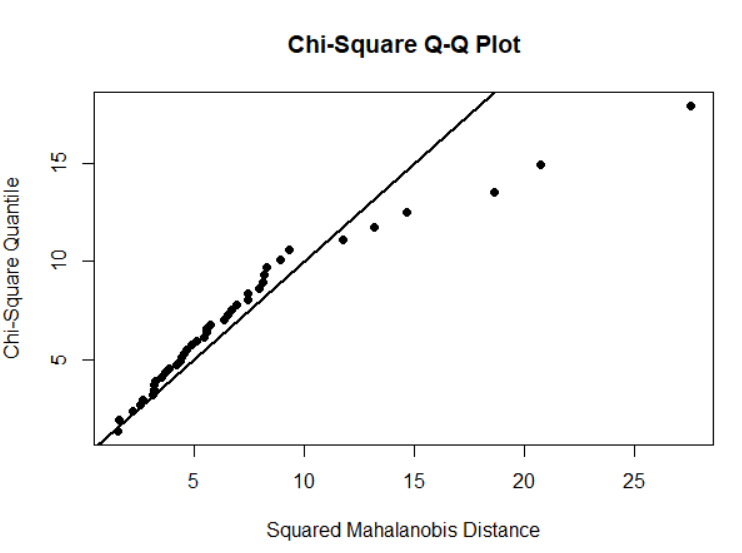 Chi-Square Q-Q Plot
Chi-Square Quantile
15
10
5
5 10 15 20 25
Squared Mahalanobis Distance